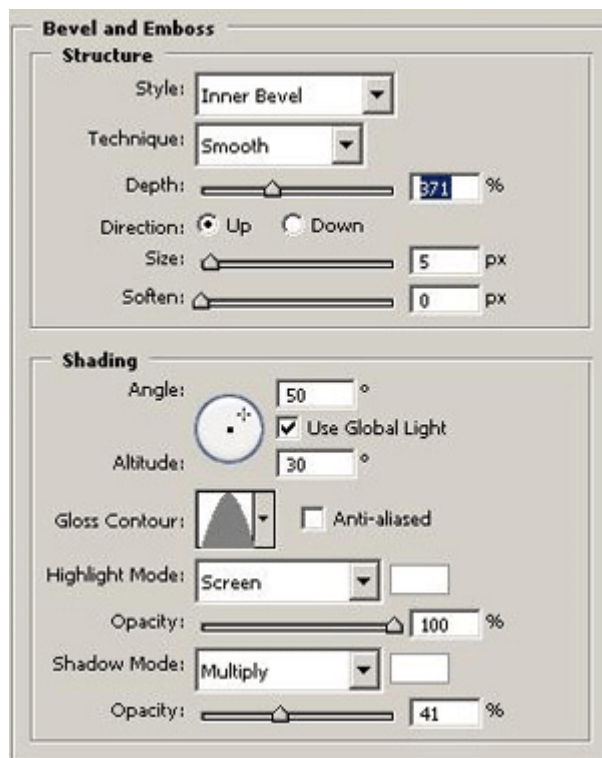 Bevel and Emboss
Structure
Style: Inner Bevel
Technique: Smooth
Depth: 371 %
Direction: Up Down
Size: 5 px
Soften: 0 px
Shading
Angle: 50 °
Use Global Light
Altitude: 30 °
Gloss Contour: Anti-aliased
Highlight Mode: Screen
Opacity: 100 %
Shadow Mode: Multiply
Opacity: 41 %